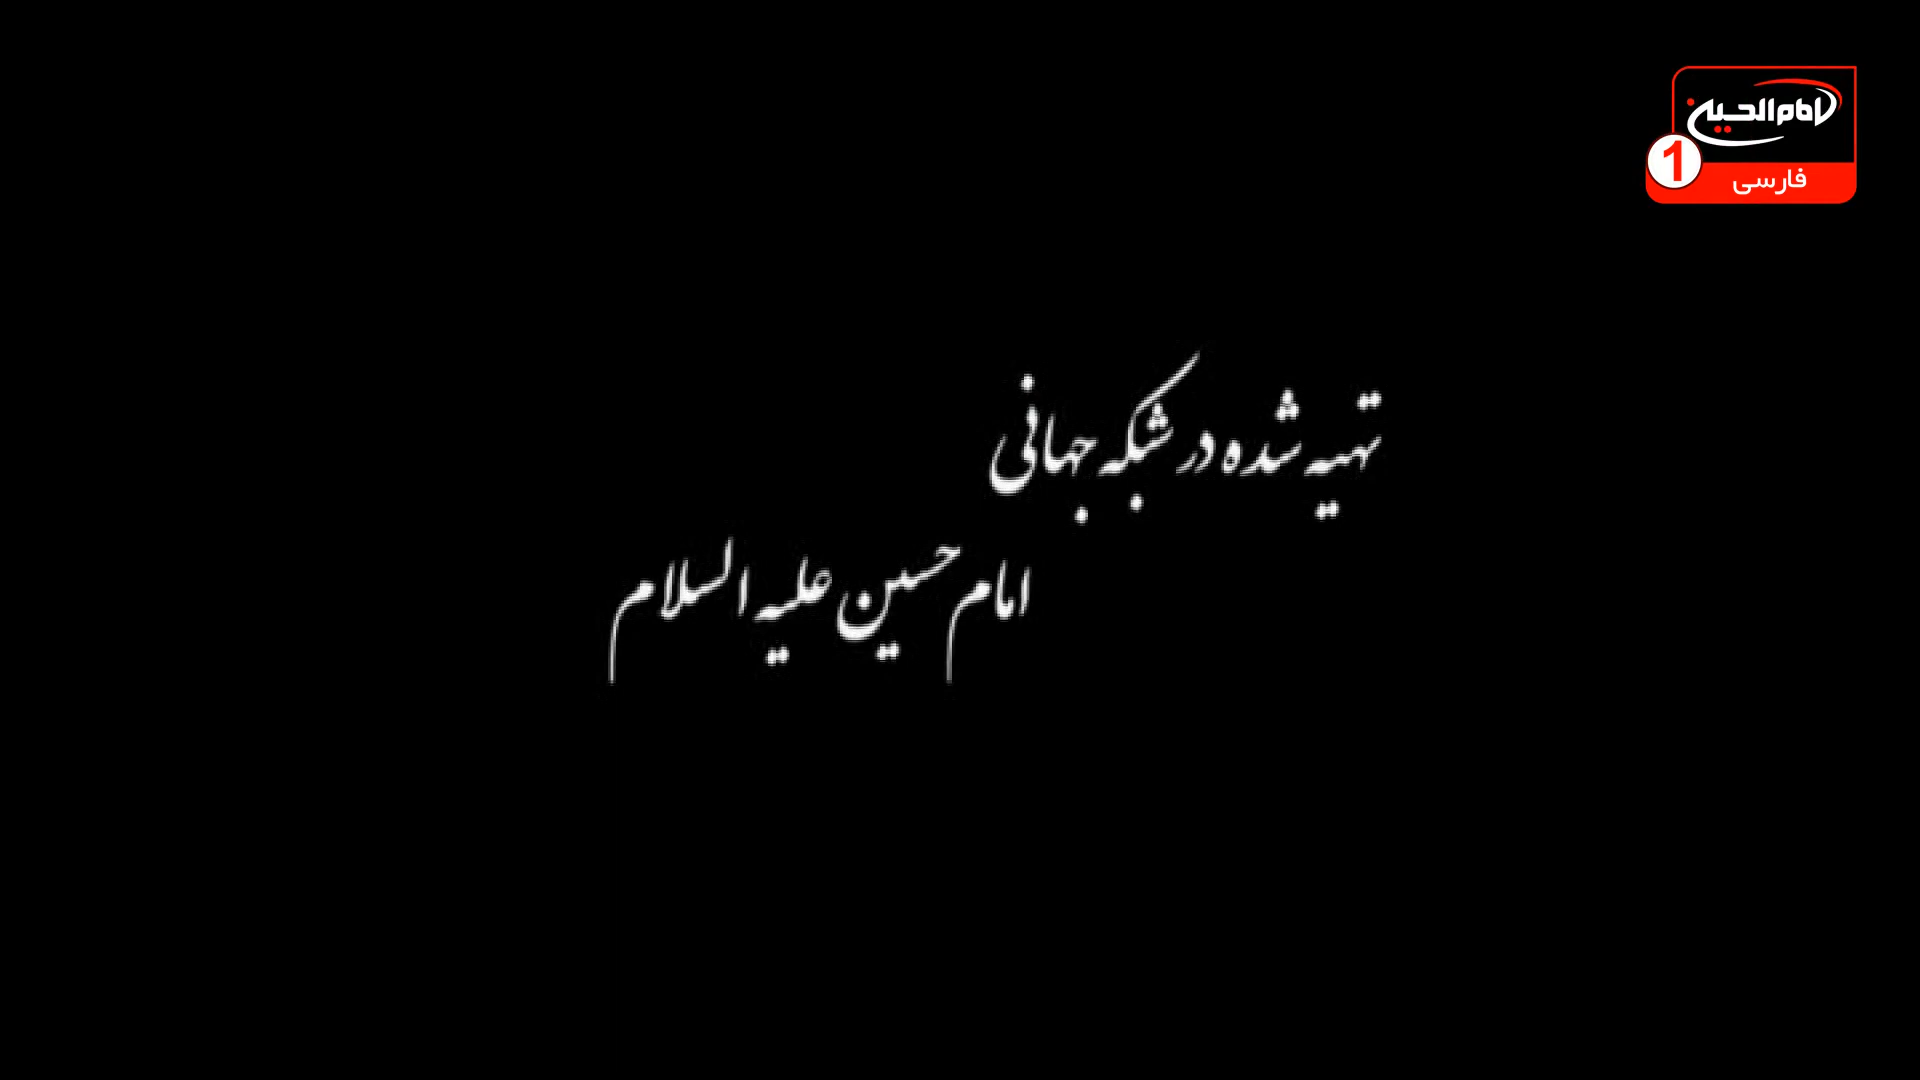 امام الحسین
1
فارسی
تهیه شده در شبکه جهانی
امام حسین علیه السلام